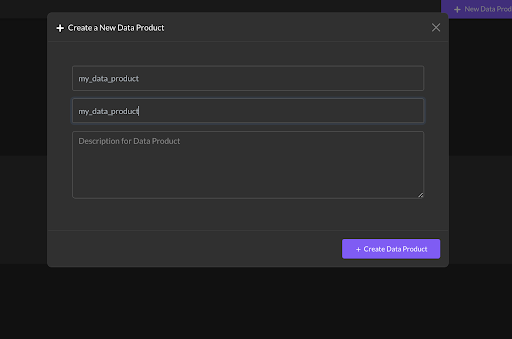 + New Data Prod
+ Create a New Data Product
my_data_product
my_data_product
Description for Data Product
+ Create Data Product